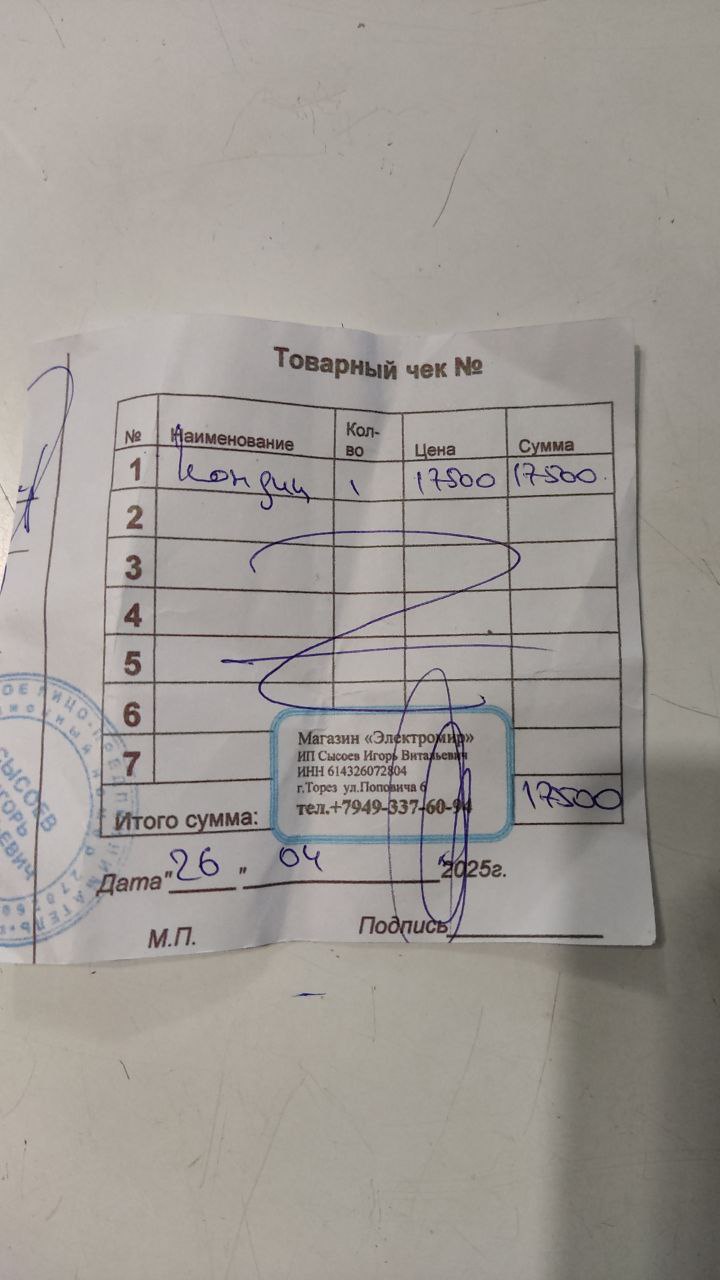 Товарный чек №
№ Наименование Кол-во Цена Сумма
1 Кондиц 1 17500 17500
2
3
4
5
6
7
Магазин «Электромир»
ИП Сысоев Игорь Витальевич
ИНН 614326072804
г.Торез ул.Поповича 6
тел.+7949-337-60-94
Итого сумма: 17500
Дата "26" 04 2025г.
М.П. Подпись
СЫСОЕВ